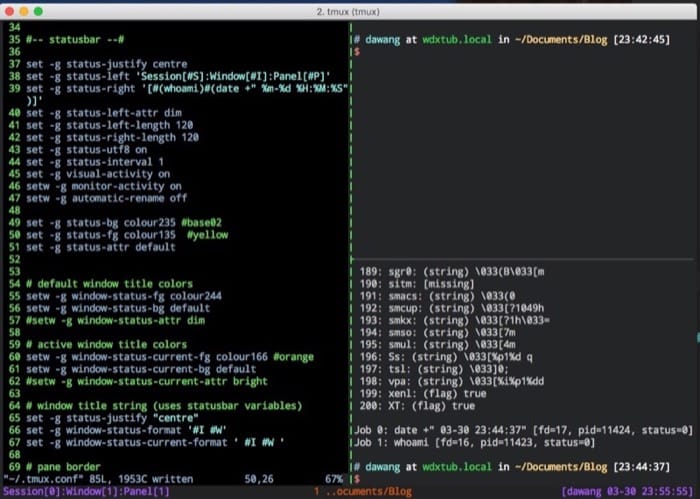 2. tmux (tmux)
34
35 #-- statusbar --#
36
37 set -g status-justify centre
38 set -g status-left 'Session[#S]:Window[#I]:Panel[#P]'
39 set -g status-right '[#(whoami)#(date +" %m-%d %H:%M:%S")]'
40 set -g status-left-attr dim
41 set -g status-left-length 120
42 set -g status-right-length 120
43 set -g status-utf8 on
44 set -g status-interval 1
45 set -g visual-activity on
46 setw -g monitor-activity on
47 setw -g automatic-rename off
48
49 set -g status-bg colour235 #base02
50 set -g status-fg colour135  #yellow
51 set -g status-attr default
52
53
54 # default window title colors
55 setw -g window-status-fg colour244
56 setw -g window-status-bg default
57 #setw -g window-status-attr dim
58
59 # active window title colors
60 setw -g window-status-current-fg colour166 #orange
61 setw -g window-status-current-bg default
62 #setw -g window-status-current-attr bright
63
64 # window title string (uses statusbar variables)
65 set -g status-justify "centre"
66 set -g window-status-format '#I #W'
67 set -g window-status-current-format ' #I #W '
68
69 # pane border
"~/.tmux.conf" 85L, 1953C written 50,26 67%
# dawang at wdxtub.local in ~/Documents/Blog [23:42:45]
$
189: sgr0: (string) \033(B\033[m
190: sitm: [missing]
191: smacs: (string) \033(0
192: smcup: (string) \033[?1049h
193: smkx: (string) \033[?1h\033=
194: smso: (string) \033[7m
195: smul: (string) \033[4m
196: Ss: (string) \033[%p1%d q
197: tsl: (string) \033]0;
198: vpa: (string) \033[%i%p1%dd
199: xenl: (flag) true
200: XT: (flag) true
Job 0: date +" 03-30 23:44:37" [fd=17, pid=11424, status=0]
Job 1: whoami [fd=16, pid=11423, status=0]
# dawang at wdxtub.local in ~/Documents/Blog [23:44:37]
$
Session[0]:Window[1]:Panel[1] 1 ..ocuments/Blog [dawang 03-30 23:55:55]